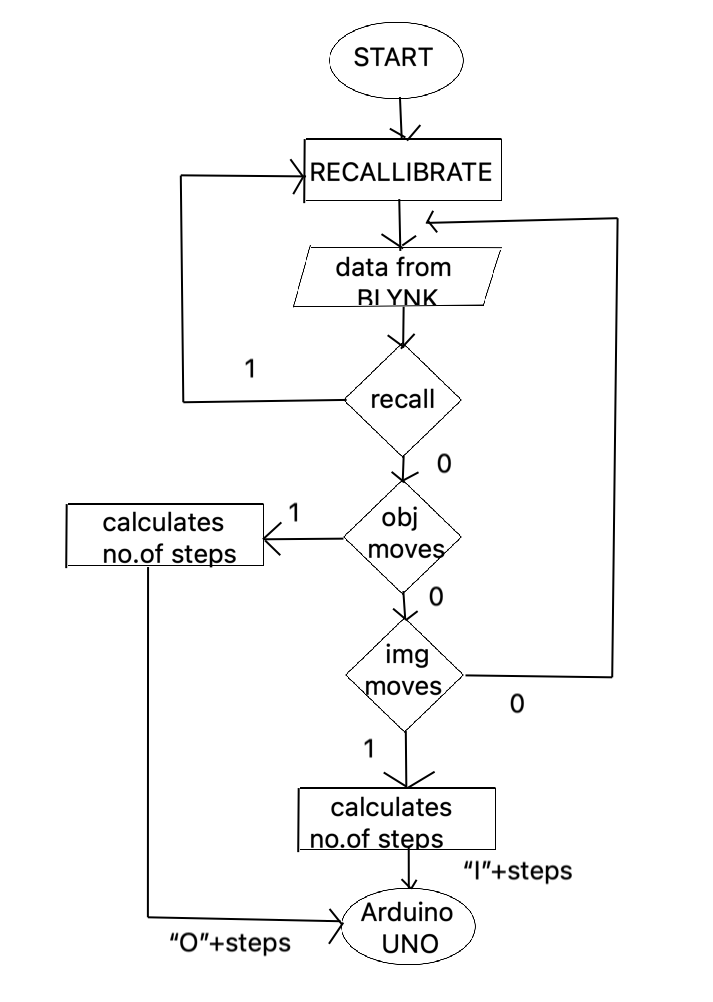 START
RECALLIBRATE
data from
BLYNK
1
recall
0
1
obj
moves
calculates
no.of steps
0
img
moves
0
1
calculates
no.of steps
“I”+steps
Arduino
UNO
“O”+steps